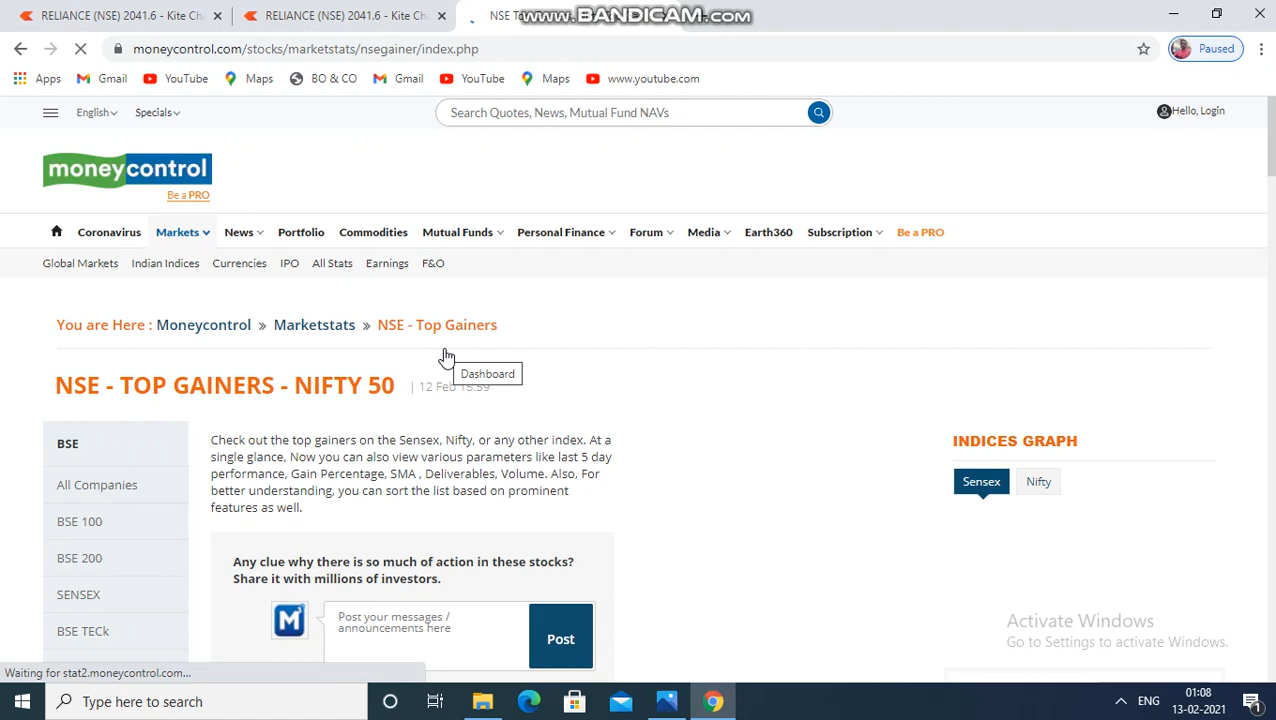 RELIANCE (NSE) 2041.6 - Kite Cha
RELIANCE (NSE) 2041.6 - Kite Cha
NSE To
www.BANDICAM.com
moneycontrol.com/stocks/marketstats/nsegainer/index.php
Paused
Apps
Gmail
YouTube
Maps
BO & CO
Gmail
YouTube
Maps
www.youtube.com
English
Specials
Search Quotes, News, Mutual Fund NAVs
Hello, Login
moneycontrol
Be a PRO
Coronavirus
Markets
News
Portfolio
Commodities
Mutual Funds
Personal Finance
Forum
Media
Earth360
Subscription
Be a PRO
Global Markets
Indian Indices
Currencies
IPO
All Stats
Earnings
F&O
You are Here : Moneycontrol » Marketstats » NSE - Top Gainers
Dashboard
NSE - TOP GAINERS - NIFTY 50 | 12 Feb 15:59
BSE
All Companies
BSE 100
BSE 200
SENSEX
BSE TECk
Check out the top gainers on the Sensex, Nifty, or any other index. At a
single glance, Now you can also view various parameters like last 5 day
performance, Gain Percentage, SMA , Deliverables, Volume. Also, For
better understanding, you can sort the list based on prominent
features as well.
Any clue why there is so much of action in these stocks?
Share it with millions of investors.
M
Post your messages /
announcements here
Post
INDICES GRAPH
Sensex
Nifty
Activate Windows
Go to Settings to activate Windows.
Waiting for stat2.moneycontrol.com...
Type here to search
ENG
01:08
13-02-2021
1